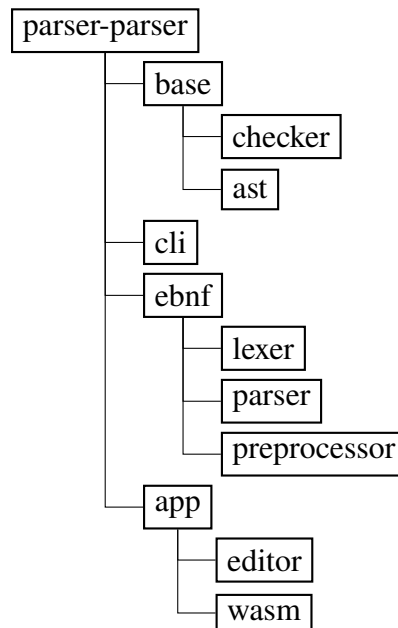 parser-parser
base
checker
ast
cli
ebnf
lexer
parser
preprocessor
app
editor
wasm